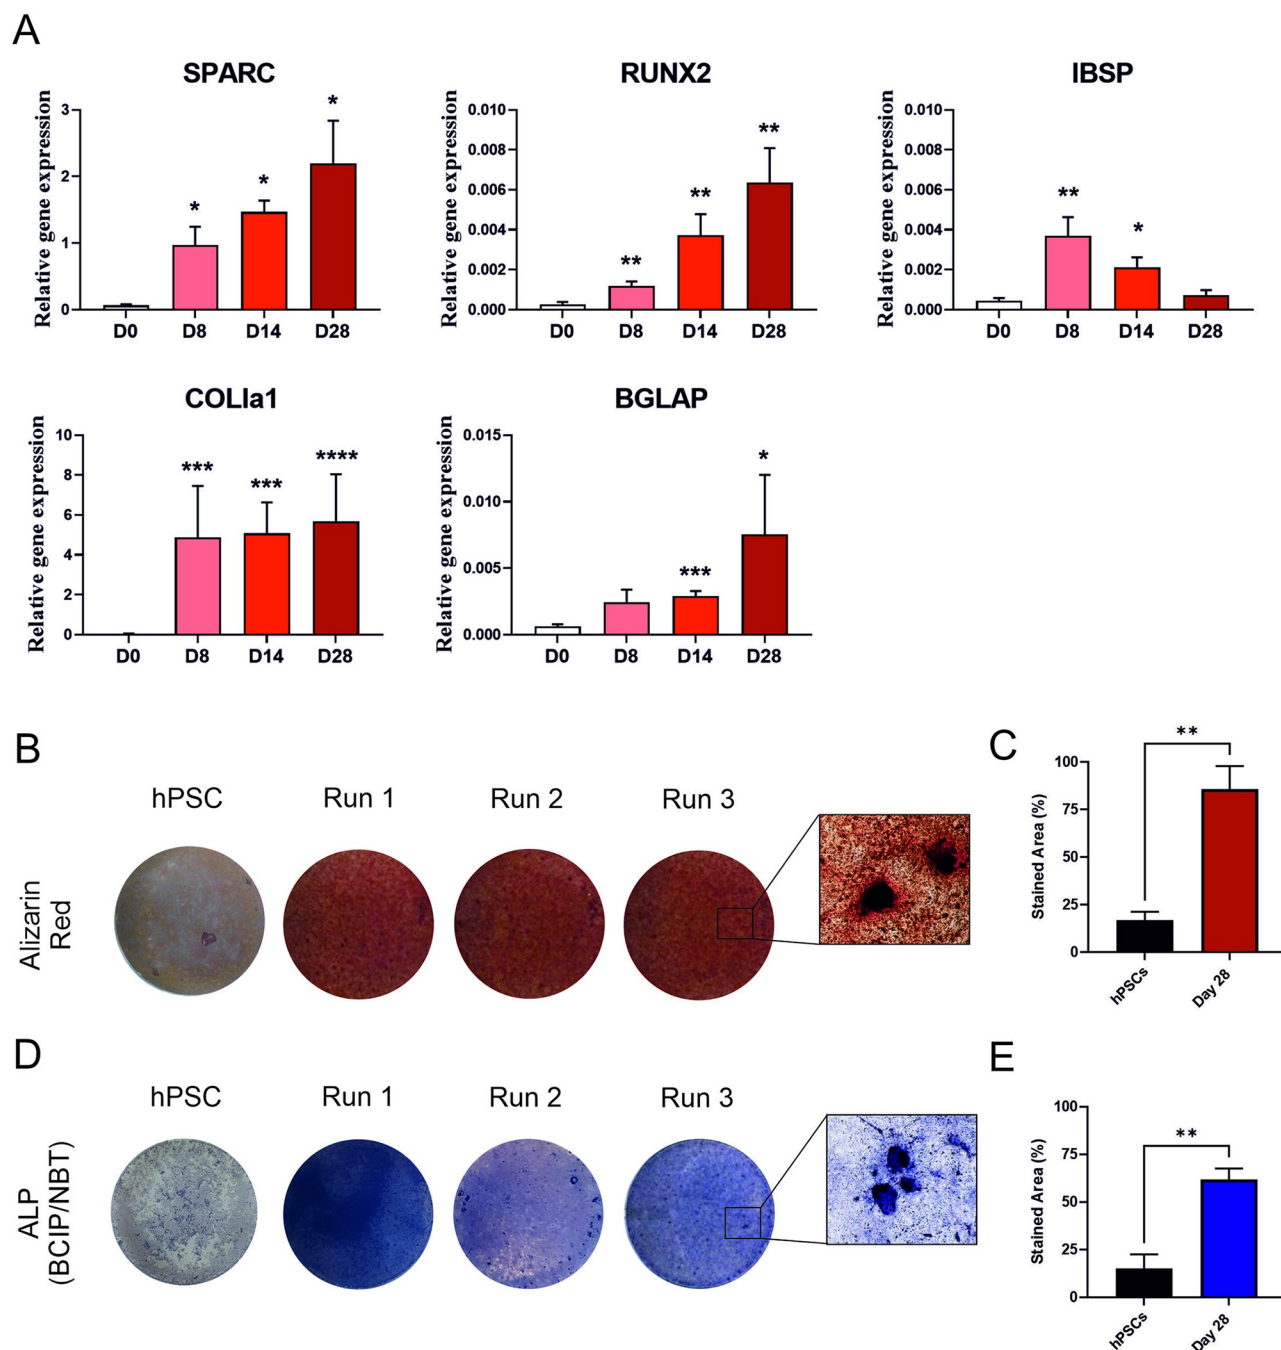 A
SPARC
RUNX2
IBSP
Relative gene expression
3
2
1
0
*
*
*
D0 D8 D14 D28
Relative gene expression
0.010
0.008
0.006
0.004
0.002
0.000
**
**
**
D0 D8 D14 D28
Relative gene expression
0.010
0.008
0.006
0.004
0.002
0.000
**
*
D0 D8 D14 D28
COLIa1
BGLAP
Relative gene expression
10
8
6
4
2
0
***
***
****
D0 D8 D14 D28
Relative gene expression
0.015
0.010
0.005
0.000
***
*
D0 D8 D14 D28
B
hPSC Run 1 Run 2 Run 3
Alizarin
Red
C
Stained Area (%)
100
75
50
25
0
**
hPSCs Day 28
D
hPSC Run 1 Run 2 Run 3
ALP
(BCIP/NBT)
E
Stained Area (%)
100
75
50
25
0
**
hPSCs Day 28